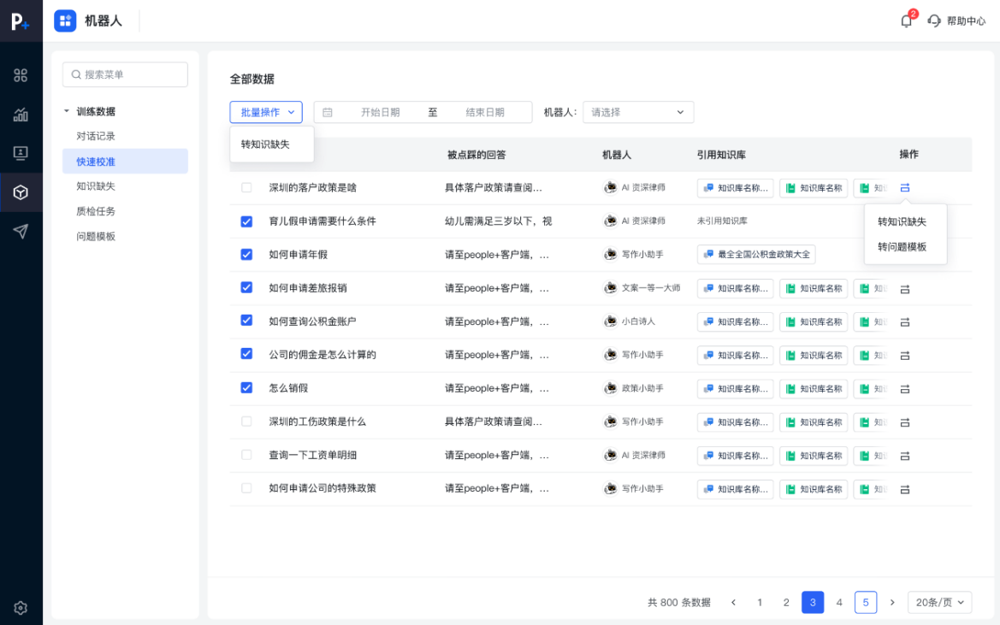 P+
机器人
2
帮助中心
搜索菜单
训练数据
对话记录
快速校准
知识缺失
质检任务
问题模板
全部数据
批量操作
开始日期 至 结束日期
机器人: 请选择
转知识缺失
被点踩的回答 机器人 引用知识库 操作
深圳的落户政策是啥 具体落户政策请查阅... AI 资深律师 知识库名称... 知识库名称 知
育儿假申请需要什么条件 幼儿需满足三岁以下，视 AI 资深律师 未引用知识库
转知识缺失
转问题模板
如何申请年假 请至people+客户端，... 写作小助手 最全全国公积金政策大全
如何申请差旅报销 请至people+客户端，... 文案一等一大师 知识库名称... 知识库名称 知
如何查询公积金账户 请至people+客户端，... 小白诗人 知识库名称... 知识库名称 知
公司的佣金是怎么计算的 请至people+客户端，... 写作小助手 知识库名称... 知识库名称 知
怎么销假 请至people+客户端，... 政策小助手 知识库名称... 知识库名称 知
深圳的工伤政策是什么 具体落户政策请查阅... 写作小助手 知识库名称... 知识库名称 知
查询一下工资单明细 请至people+客户端，... AI 资深律师 知识库名称... 知识库名称 知
如何申请公司的特殊政策 请至people+客户端，... 写作小助手 知识库名称... 知识库名称 知
共 800 条数据 1 2 3 4 5 20条/页